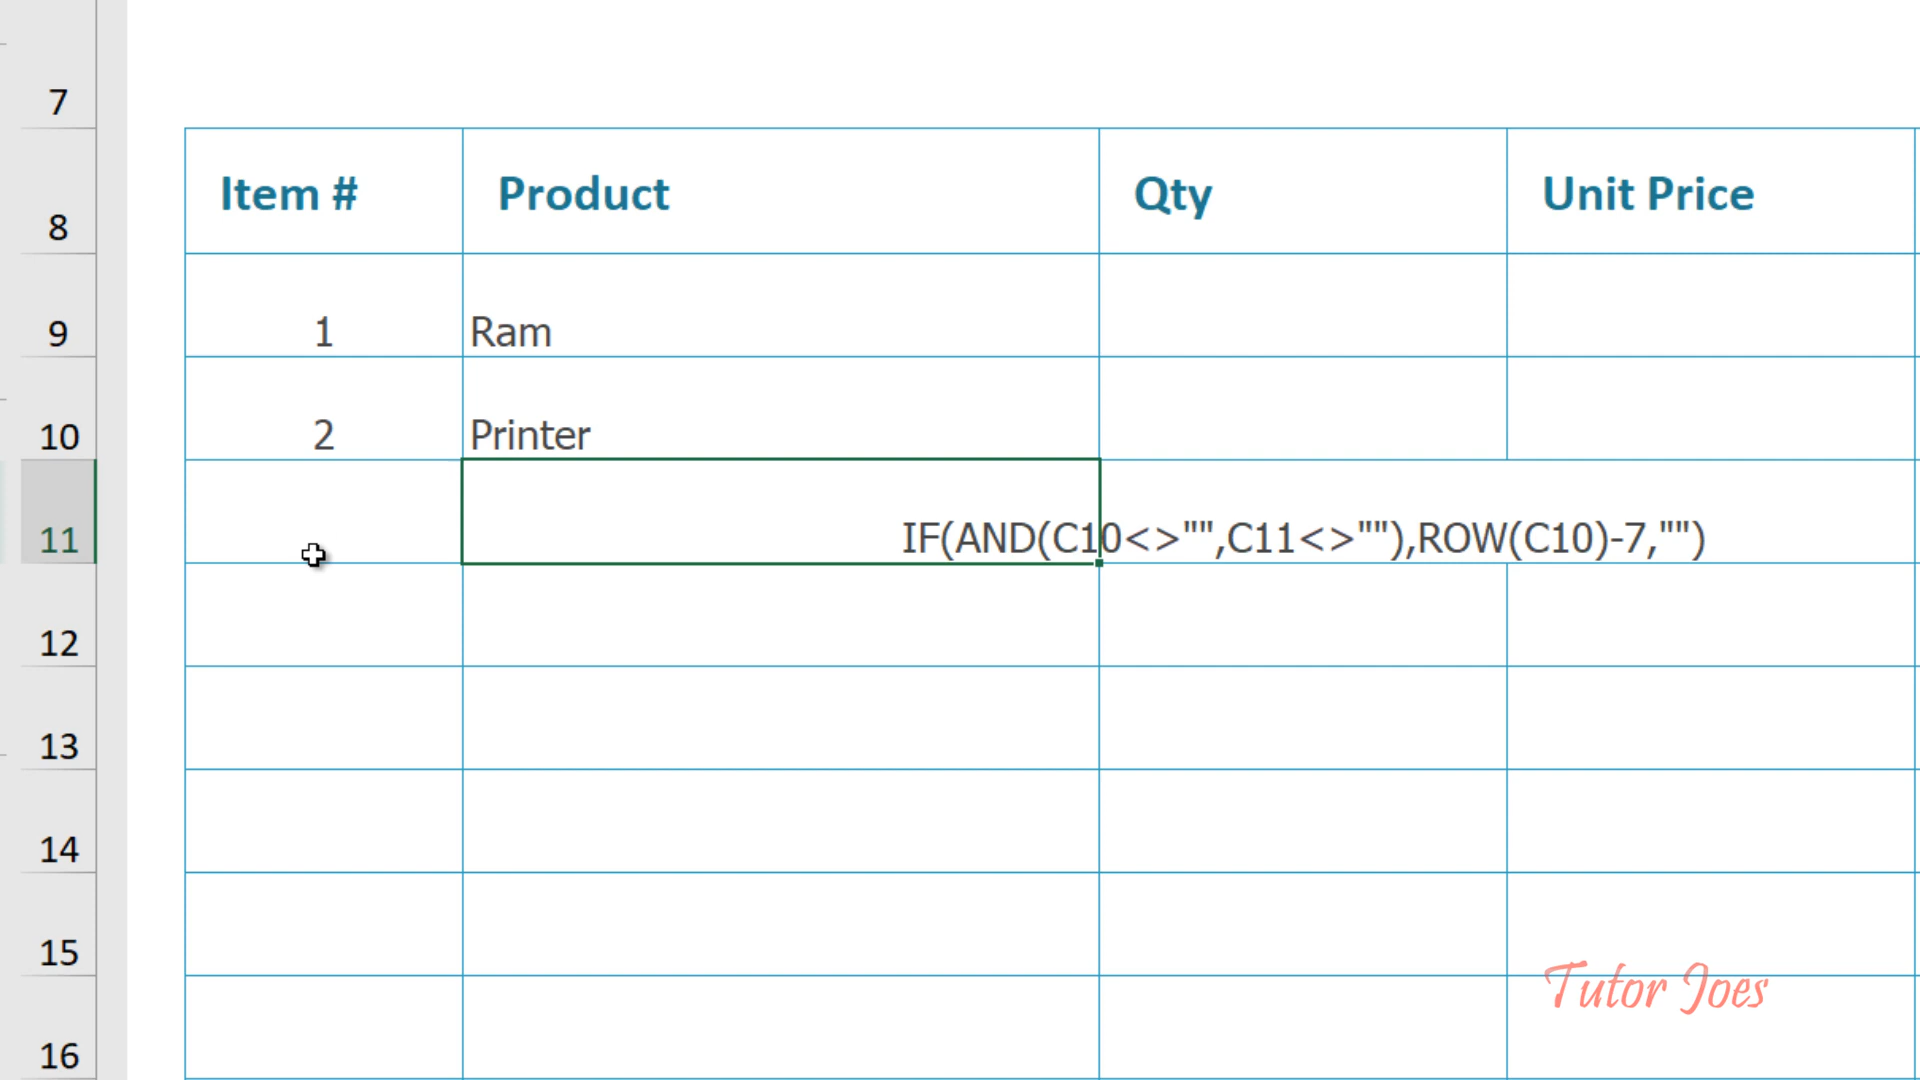 7
8 Item # Product Qty Unit Price
9 1 Ram
10 2 Printer
11 IF(AND(C10<>"",C11<>""),ROW(C10)-7,"")
12
13
14
15
Tutor Joes
16